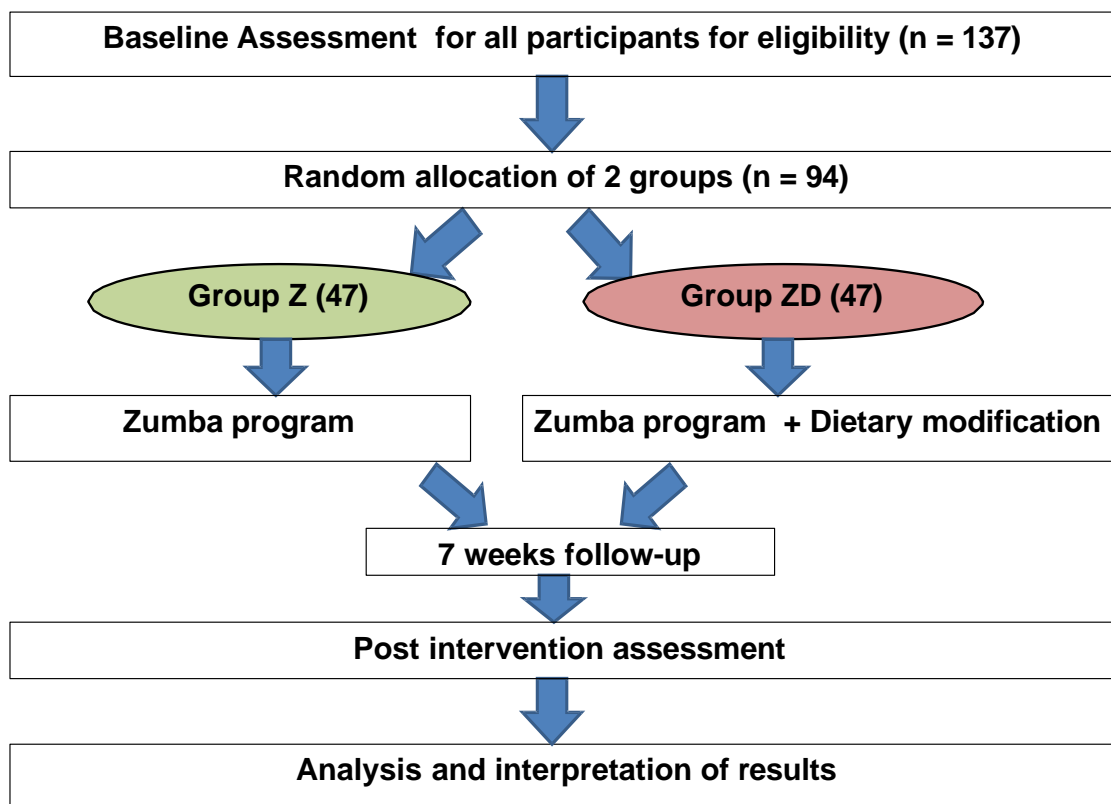 Baseline Assessment  for all participants for eligibility (n = 137)
Random allocation of 2 groups (n = 94)
Group Z (47)
Group ZD (47)
Zumba program
Zumba program  + Dietary modification
7 weeks follow-up
Post intervention assessment
Analysis and interpretation of results